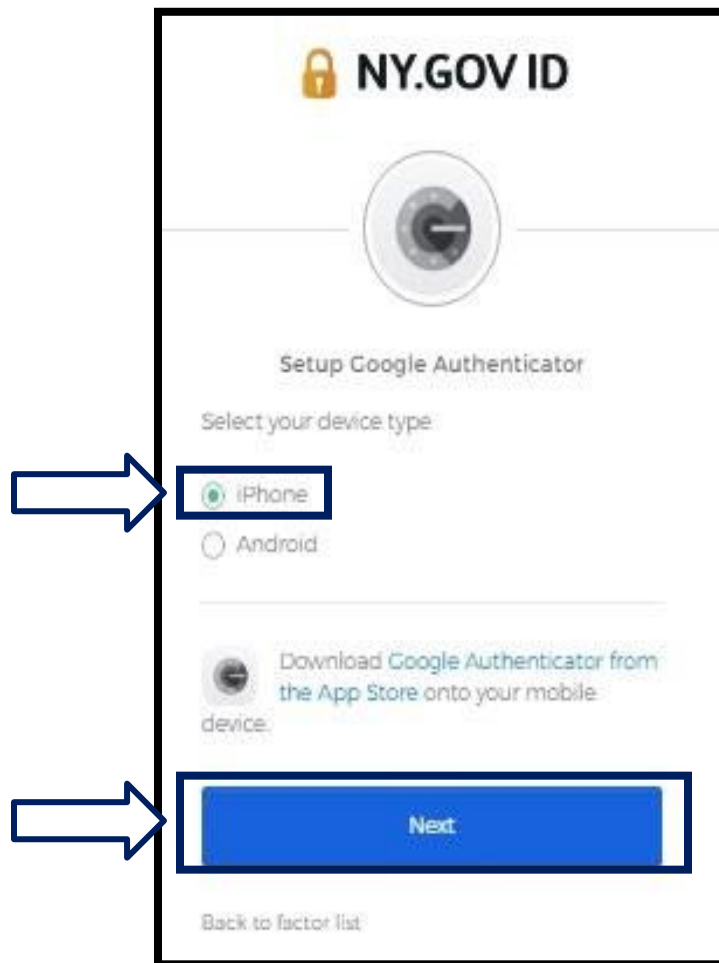 NY.GOV ID
Setup Google Authenticator
Select your device type
iPhone
Android
Download Google Authenticator from
the App Store onto your mobile
device.
Next
Back to factor list